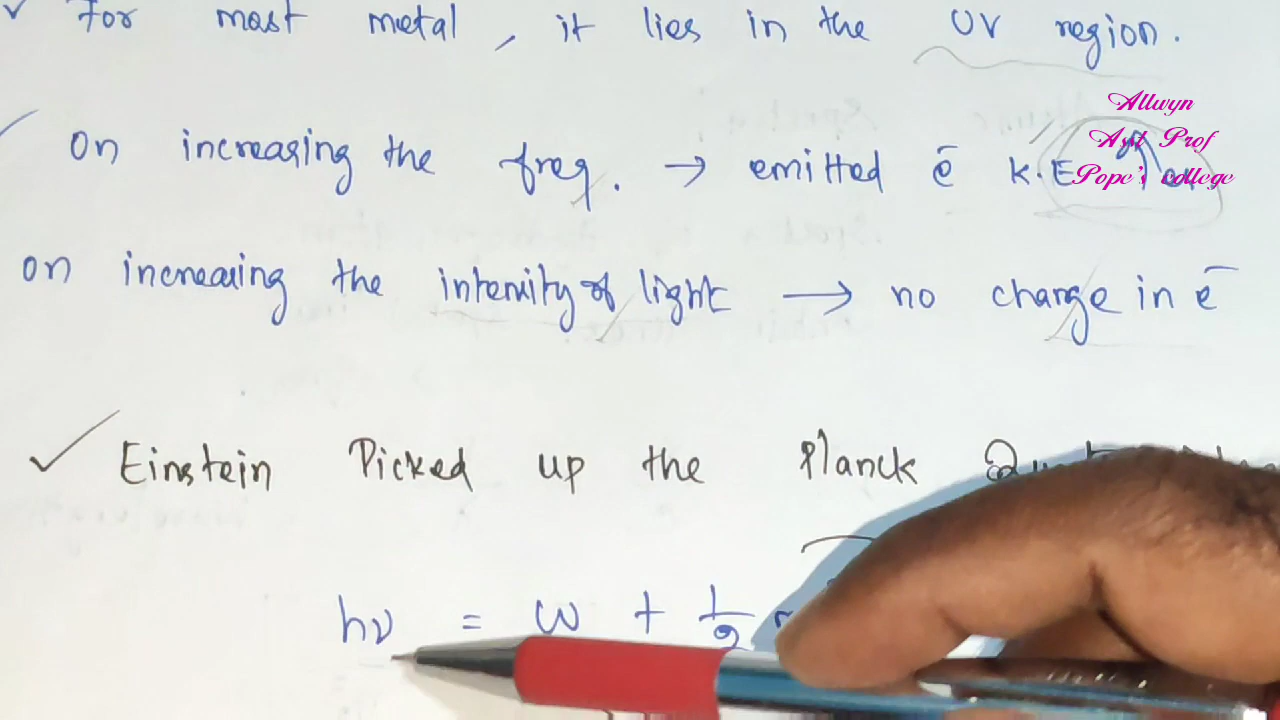 ✓ For most metal, it lies in the UV region.
Allwyn
Asst Prof
Pope's college
✓ On increasing the freq. → emitted e⁻ K.E ↑
on increasing the intensity of light → no change in e⁻
✓ Einstein Picked up the Planck
hν = ω + 1/2